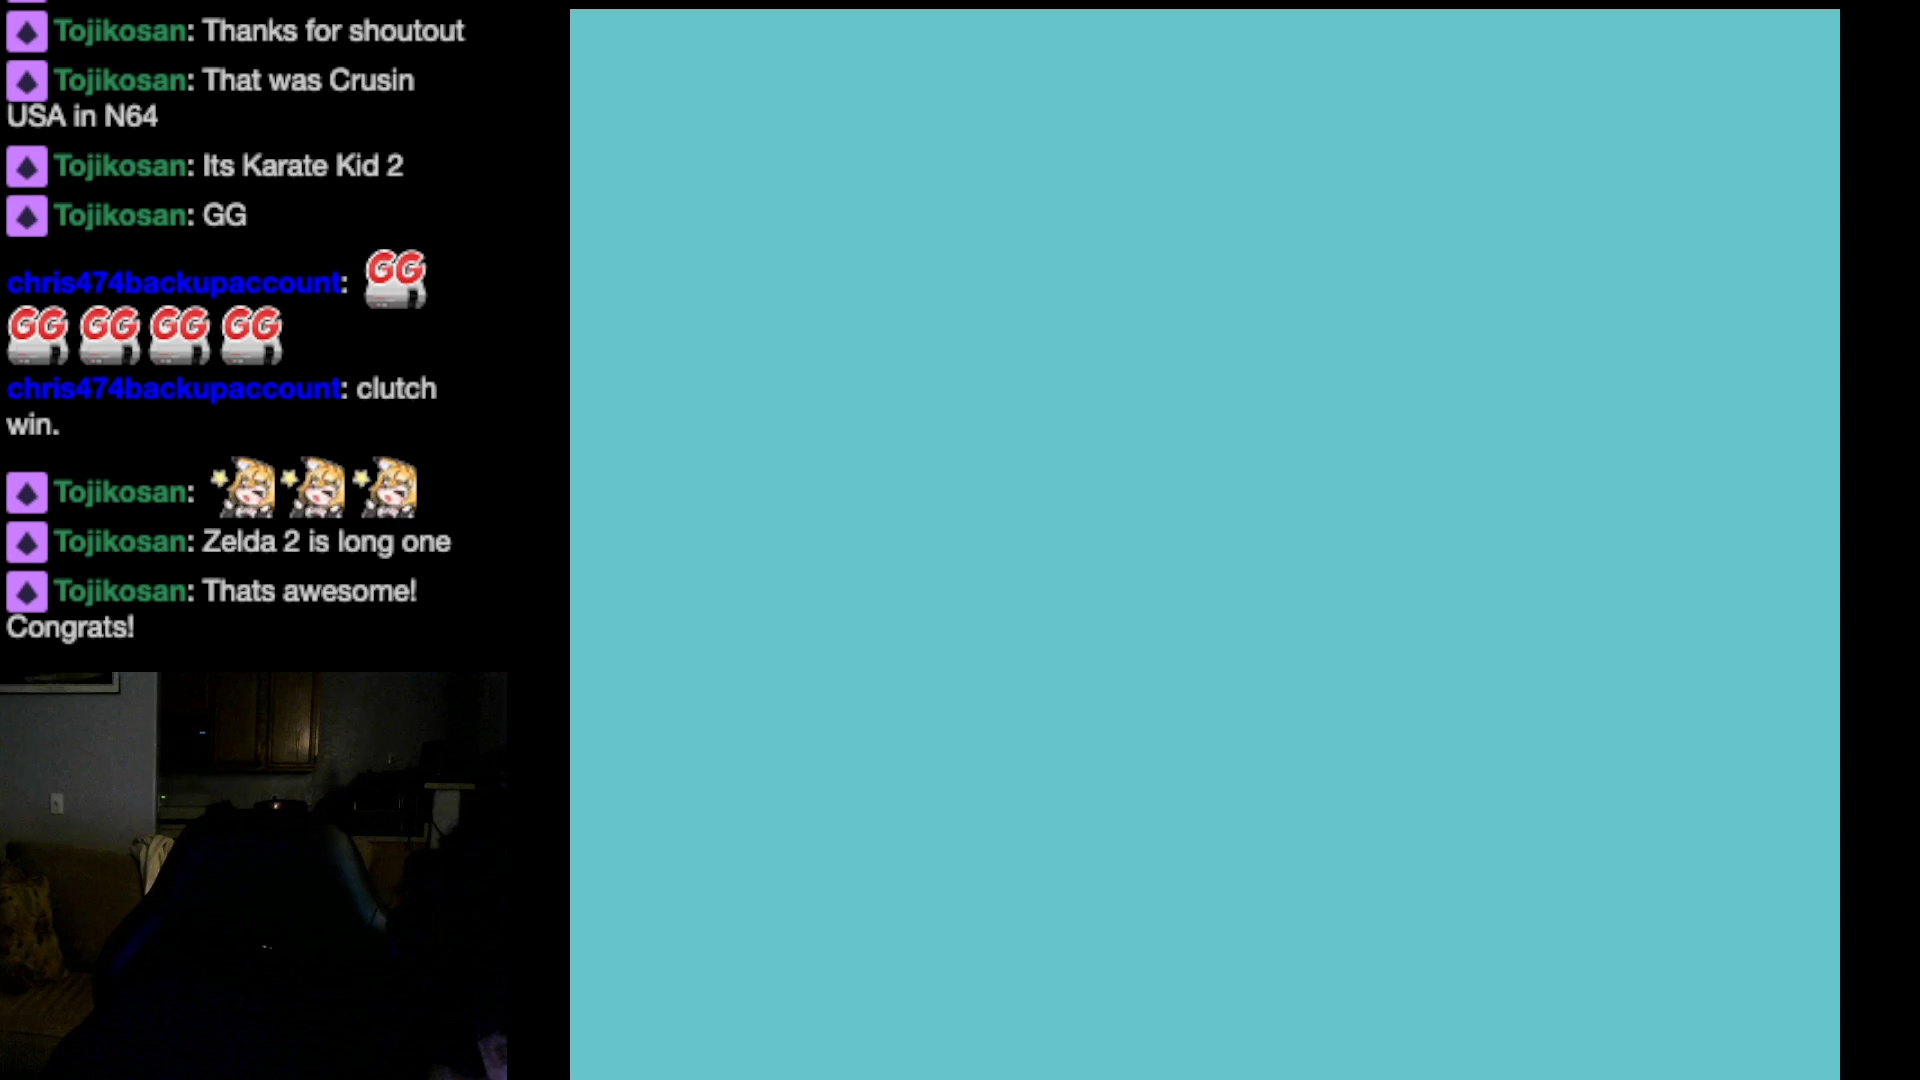 Tojikosan: Thanks for shoutout
Tojikosan: That was Crusin
USA in N64
Tojikosan: Its Karate Kid 2
Tojikosan: GG
chris474backupaccount: GG
GG GG GG GG
chris474backupaccount: clutch
win.
Tojikosan:
Tojikosan: Zelda 2 is long one
Tojikosan: Thats awesome!
Congrats!